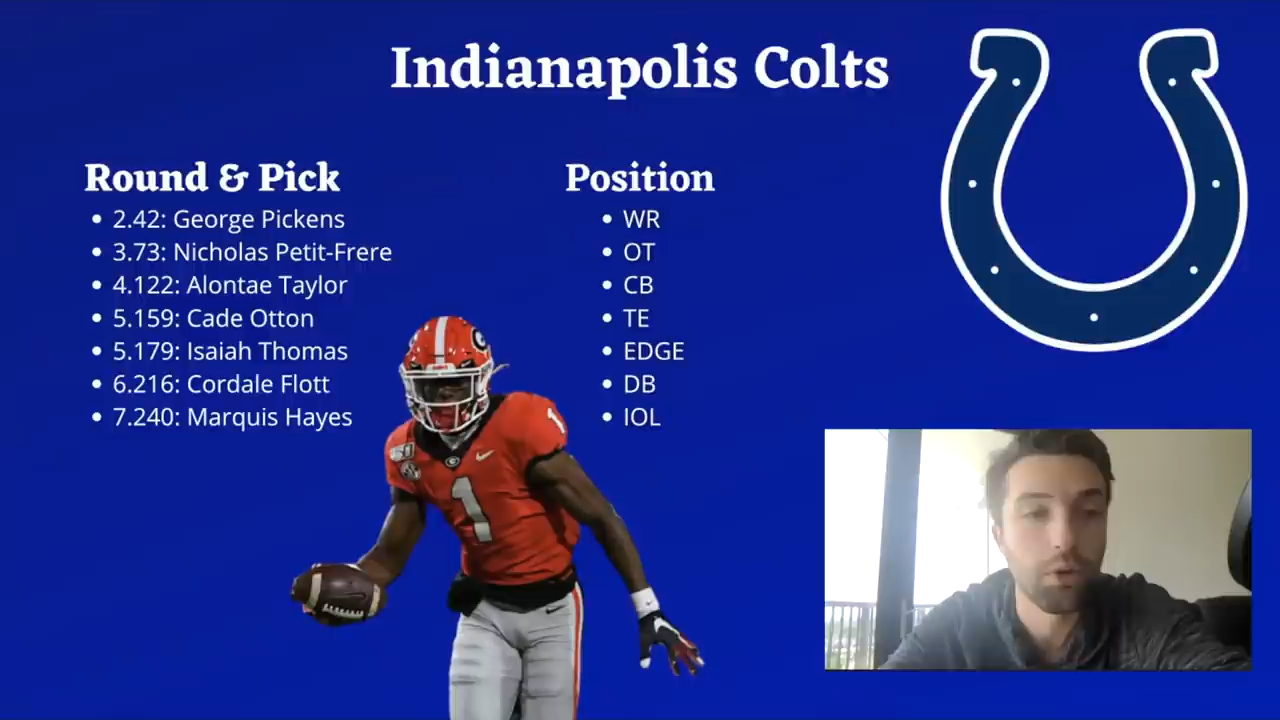 Indianapolis Colts
Round & Pick
2.42: George Pickens
3.73: Nicholas Petit-Frere
4.122: Alontae Taylor
5.159: Cade Otton
5.179: Isaiah Thomas
6.216: Cordale Flott
7.240: Marquis Hayes
Position
WR
OT
CB
TE
EDGE
DB
IOL
1
1
G